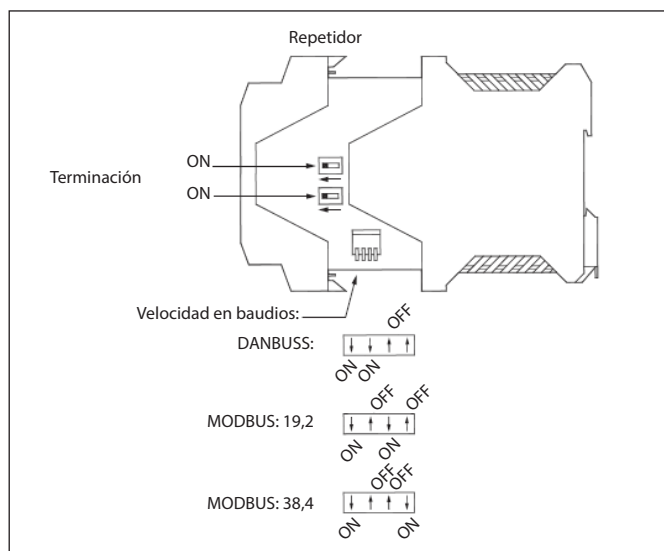 Repetidor
ON
Terminación
ON
Velocidad en baudios:
OFF
DANBUSS:
ON ON
OFF OFF
MODBUS: 19,2
ON ON
OFF OFF
MODBUS: 38,4
ON ON